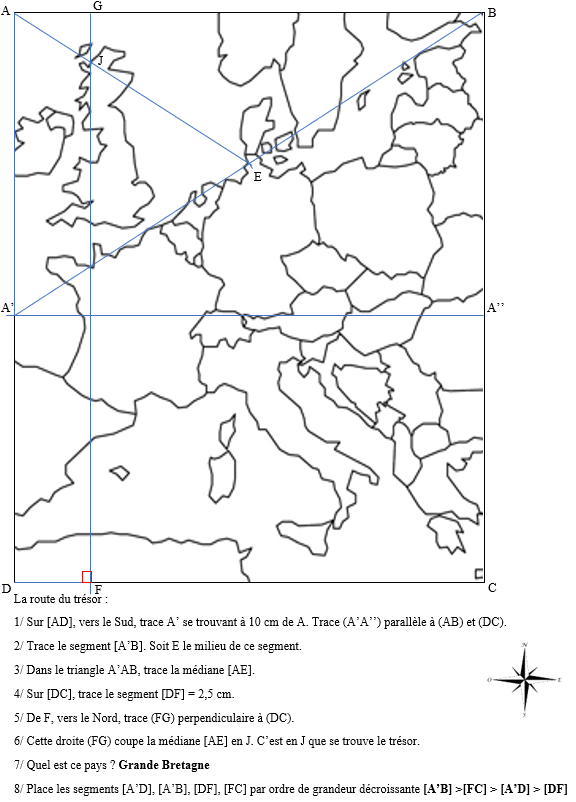 A
G
B
J
E
A’
A’’
D
F
C
La route du trésor :
1/ Sur [AD], vers le Sud, trace A’ se trouvant à 10 cm de A. Trace (A’A’’) parallèle à (AB) et (DC).
2/ Trace le segment [A’B]. Soit E le milieu de ce segment.
N
3/ Dans le triangle A’AB, trace la médiane [AE].
O
E
4/ Sur [DC], trace le segment [DF] = 2,5 cm.
S
5/ De F, vers le Nord, trace (FG) perpendiculaire à (DC).
6/ Cette droite (FG) coupe la médiane [AE] en J. C’est en J que se trouve le trésor.
7/ Quel est ce pays ? Grande Bretagne
8/ Place les segments [A’D], [A’B], [DF], [FC] par ordre de grandeur décroissante [A’B] >[FC] > [A’D] > [DF]